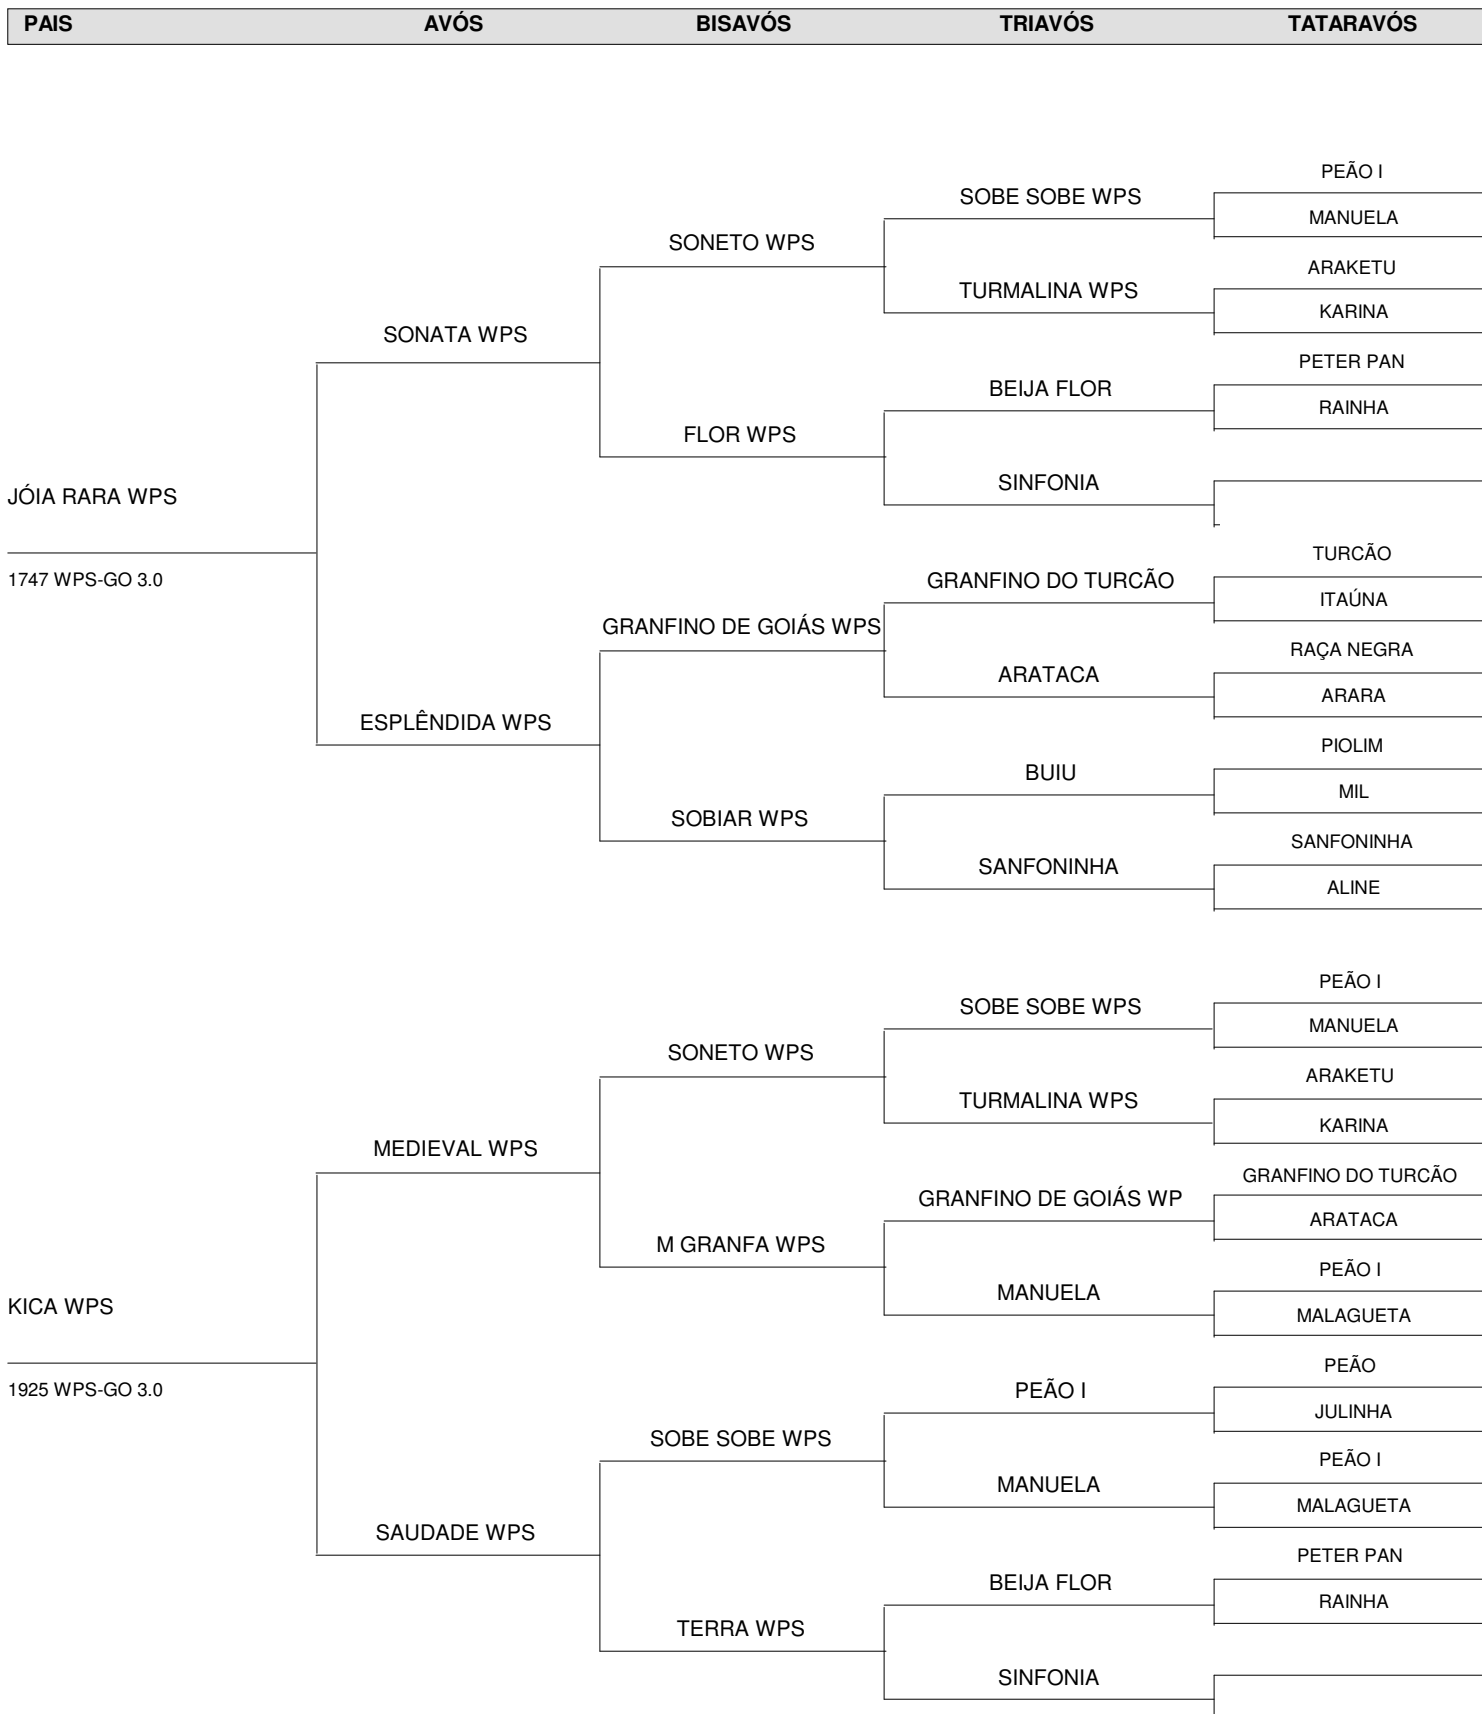 PAIS AVÓS BISAVÓS TRIAVÓS TATARAVÓS
PEÃO I
SOBE SOBE WPS
MANUELA
SONETO WPS
ARAKETU
TURMALINA WPS
KARINA
SONATA WPS
PETER PAN
BEIJA FLOR
RAINHA
FLOR WPS
SINFONIA
JÓIA RARA WPS
TURCÃO
1747 WPS-GO 3.0
GRANFINO DO TURCÃO
ITAÚNA
GRANFINO DE GOIÁS WPS
RAÇA NEGRA
ARATACA
ARARA
ESPLÊNDIDA WPS
PIOLIM
BUIU
MIL
SOBIAR WPS
SANFONINHA
SANFONINHA
ALINE
PEÃO I
SOBE SOBE WPS
MANUELA
SONETO WPS
ARAKETU
TURMALINA WPS
KARINA
MEDIEVAL WPS
GRANFINO DO TURCÃO
GRANFINO DE GOIÁS WP
ARATACA
M GRANFA WPS
PEÃO I
MANUELA
KICA WPS
MALAGUETA
PEÃO
1925 WPS-GO 3.0
PEÃO I
JULINHA
SOBE SOBE WPS
PEÃO I
MANUELA
MALAGUETA
SAUDADE WPS
PETER PAN
BEIJA FLOR
RAINHA
TERRA WPS
SINFONIA